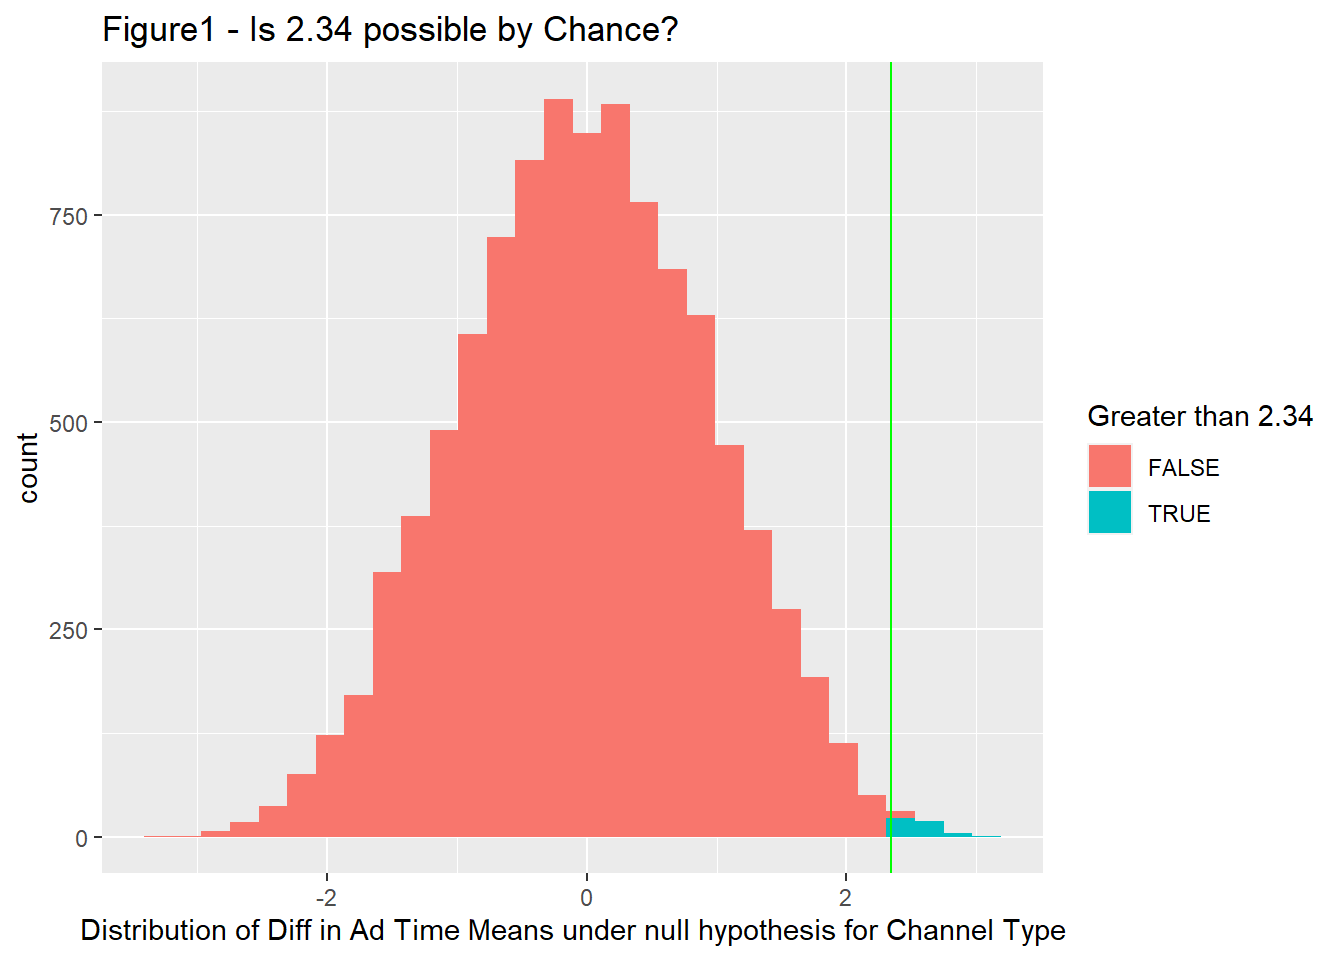 Figure1 - Is 2.34 possible by Chance?
count
750
500
250
0
-2
0
2
Distribution of Diff in Ad Time Means under null hypothesis for Channel Type
Greater than 2.34
FALSE
TRUE